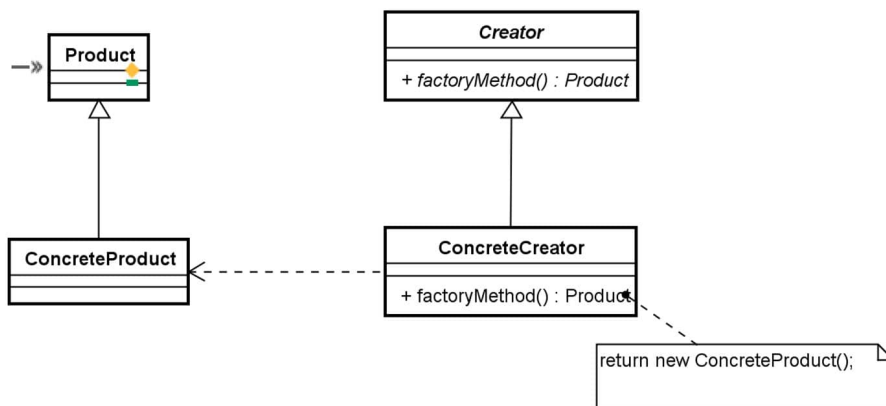 Product
Creator
+ factoryMethod() : Product
ConcreteProduct
ConcreteCreator
+ factoryMethod() : Product
return new ConcreteProduct();